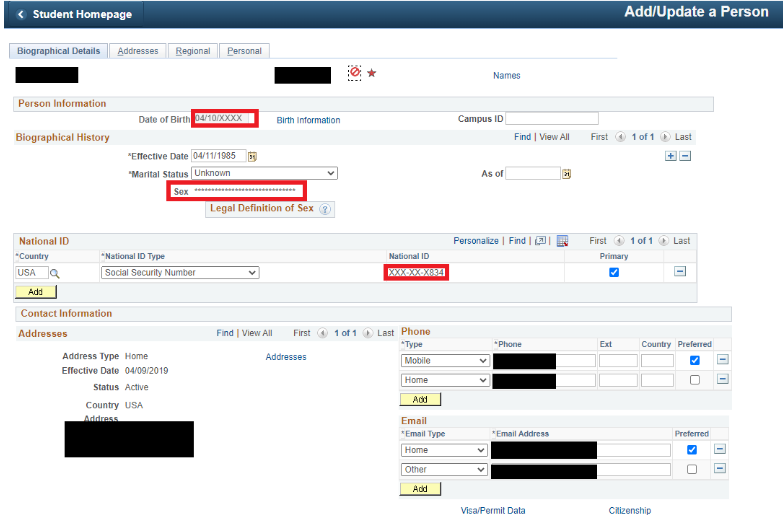 Student Homepage
Add/Update a Person
Biographical Details Addresses Regional Personal
Names
Person Information
Date of Birth 04/10/XXXX Birth Information Campus ID
Biographical History Find | View All First 1 of 1 Last
*Effective Date 04/11/1985
*Marital Status Unknown As of
Sex ******************************
Legal Definition of Sex ?
National ID Personalize | Find | First 1 of 1 Last
*Country *National ID Type National ID Primary
USA Social Security Number XXX-XX-X834
Add
Contact Information
Addresses Find | View All First 1 of 1 Last
Address Type Home Addresses
Effective Date 04/09/2019
Status Active
Country USA
Address
Phone
*Type *Phone Ext Country Preferred
Mobile
Home
Add
Email
*Email Type *Email Address Preferred
Home
Other
Add
Visa/Permit Data Citizenship